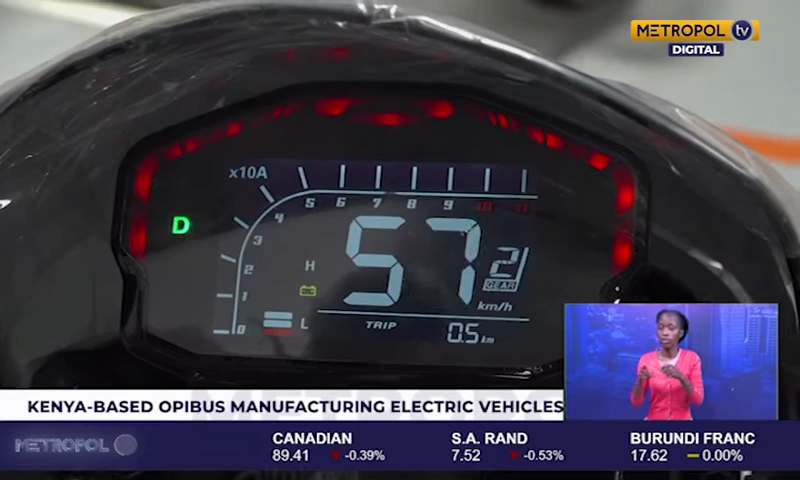 METROPOL tv
DIGITAL
x10A
5 6 7 8 9 10 11
4
3
2
1
0
D
H
L
57
2
GEAR
km/h
TRIP
0.5 km
KENYA-BASED OPIBUS MANUFACTURING ELECTRIC VEHICLES
METROPOL
CANADIAN
89.41 -0.39%
S.A. RAND
7.52 -0.53%
BURUNDI FRANC
17.62 0.00%